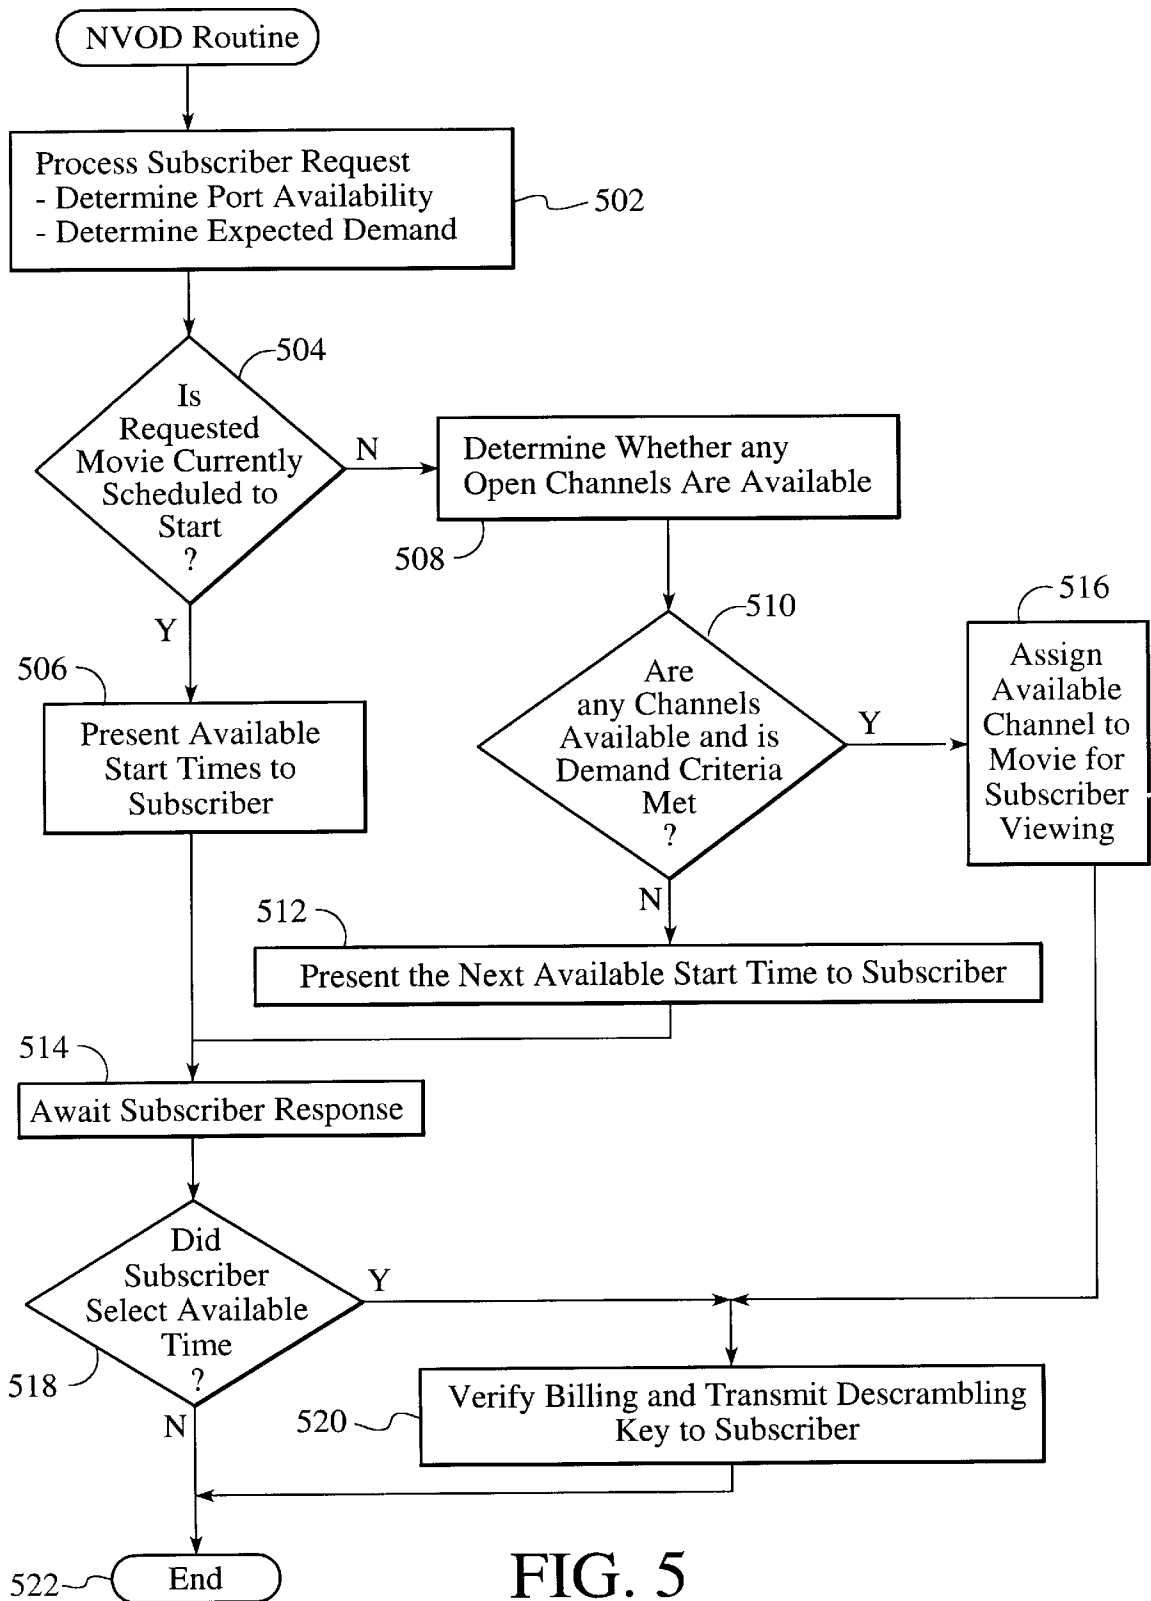 NVOD Routine
Process Subscriber Request
- Determine Port Availability
- Determine Expected Demand
502
504
Is
Requested
Movie Currently
Scheduled to
Start
?
N
Y
Determine Whether any
Open Channels Are Available
508
510
Are
any Channels
Available and is
Demand Criteria
Met
?
Y
N
516
Assign
Available
Channel to
Movie for
Subscriber
Viewing
506
Present Available
Start Times to
Subscriber
512
Present the Next Available Start Time to Subscriber
514
Await Subscriber Response
Did
Subscriber
Select Available
Time
?
Y
518
N
520
Verify Billing and Transmit Descrambling
Key to Subscriber
522
End
FIG. 5